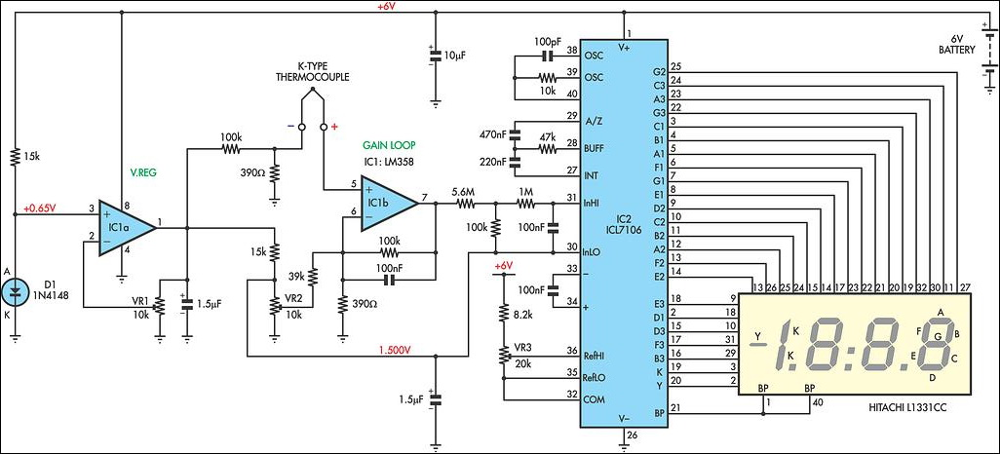 +6V
100pF
38
OSC
1
V+
6V
BATTERY
+
−
10µF
+
−
K-TYPE
THERMOCOUPLE
39
OSC
10k
40
G2
25
C3
24
A3
23
G3
22
C1
3
B1
4
A1
5
F1
6
G1
7
E1
8
D2
9
C2
10
B2
11
A2
12
F2
13
E2
14
29
A/Z
470nF
47k
28
BUFF
220nF
27
INT
15k
100k
−
+
390Ω
V.REG
GAIN LOOP
IC1: LM358
+0.65V
3
+
8
IC1a
1
2
−
4
5
+
IC1b
7
6
−
5.6M
1M
31
InHI
100k
100nF
30
InLO
IC2
ICL7106
A
D1
1N4148
K
VR1
10k
+
−
1.5µF
15k
VR2
10k
39k
100k
100nF
390Ω
+6V
33
−
100nF
34
+
8.2k
VR3
20k
36
RefHI
35
RefLO
32
COM
1.500V
+
−
1.5µF
V−
26
13
26
25
24
15
14
17
23
22
21
20
19
32
30
11
27
E3
18
9
D1
2
18
D3
15
10
F3
17
31
B3
16
29
K
19
3
Y
20
2
BP
21
Y
K
K
A
F
B
G
E
C
D
BP
BP
1
40
HITACHI L1331CC